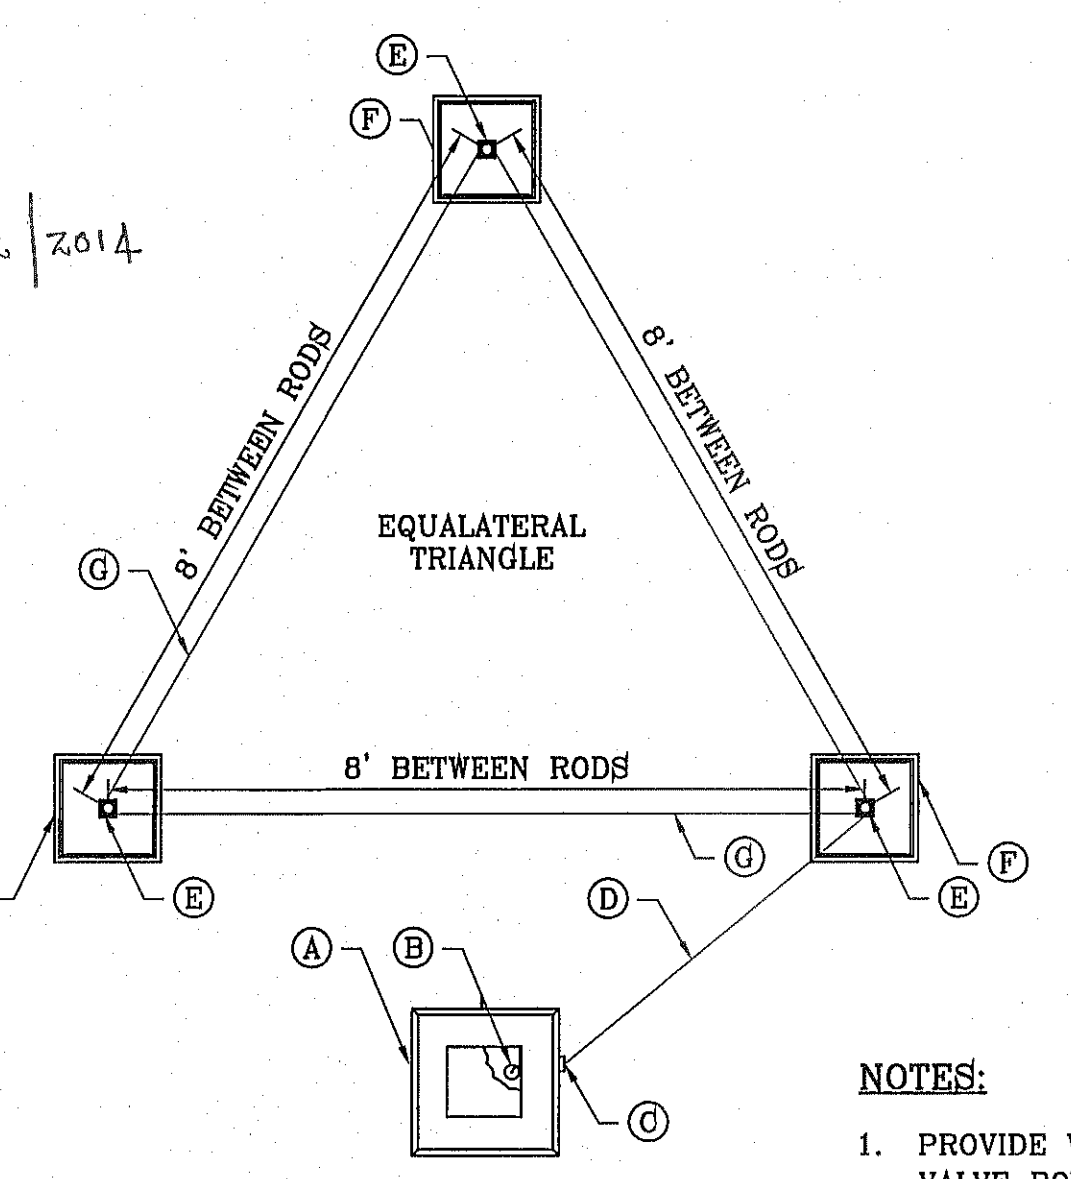 E
F
/2014
8' BETWEEN RODS
8' BETWEEN RODS
EQUALATERAL
TRIANGLE
G
8' BETWEEN RODS
G
F
E
D
E
A
B
NOTES:
C
1. PROVIDE